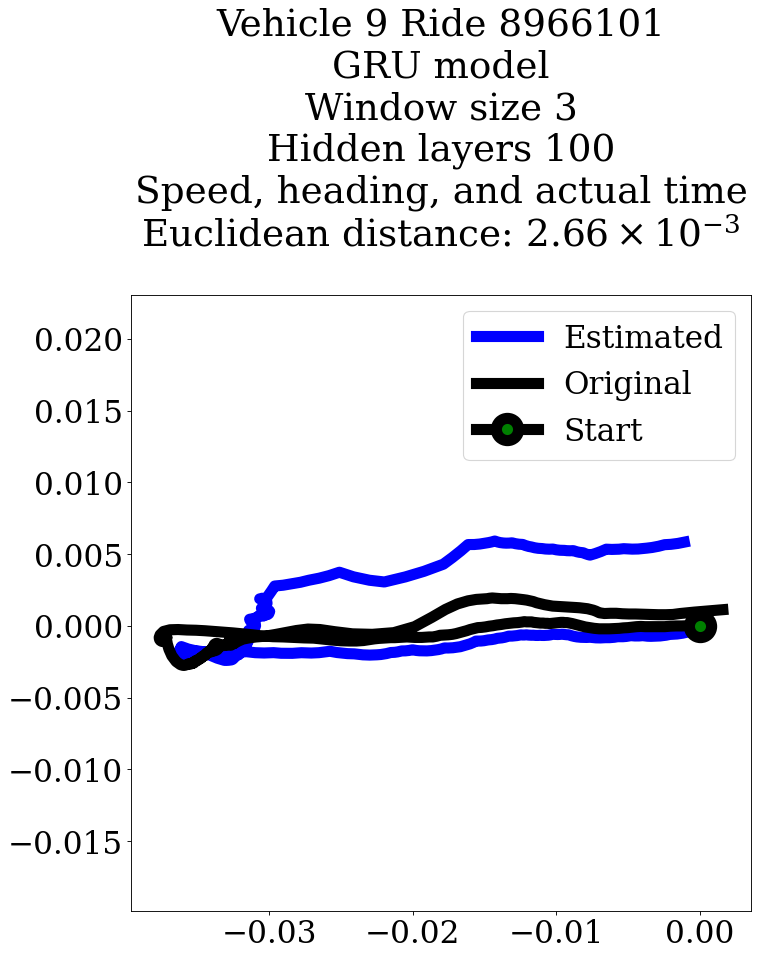 Vehicle 9 Ride 8966101
GRU model
Window size 3
Hidden layers 100
Speed, heading, and actual time
Euclidean distance: 2.66 × 10⁻³
Estimated
Original
Start
0.020
0.015
0.010
0.005
0.000
−0.005
−0.010
−0.015
−0.03 −0.02 −0.01 0.00